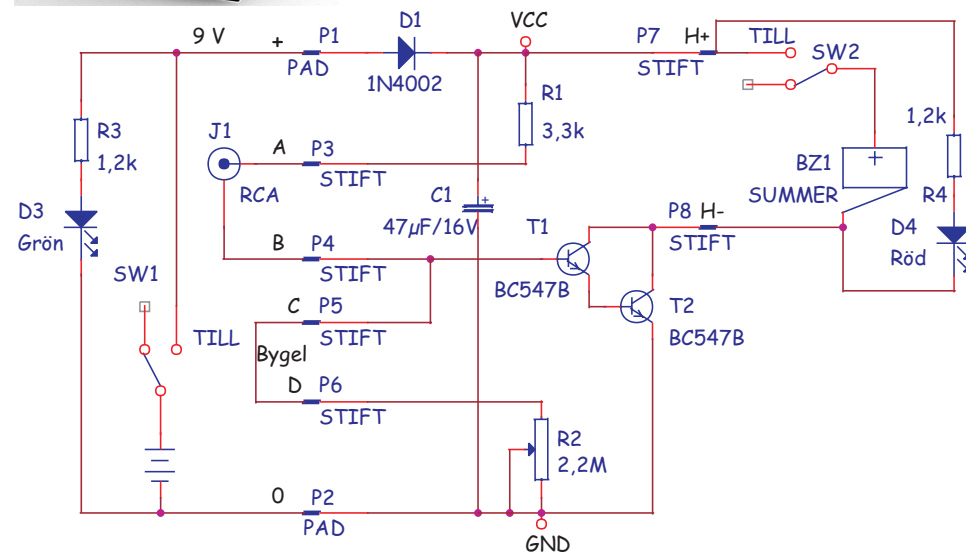 9 V
+
P1
PAD
D1
1N4002
VCC
P7
H+
STIFT
TILL
SW2
R3
1,2k
J1
RCA
A
P3
STIFT
R1
3,3k
1,2k
R4
BZ1
SUMMER
+
D3
Grön
C1
+
47µF/16V
T1
BC547B
P8
H-
STIFT
D4
Röd
B
P4
STIFT
SW1
TILL
C
P5
STIFT
Bygel
D
P6
STIFT
T2
BC547B
R2
2,2M
0
P2
PAD
GND